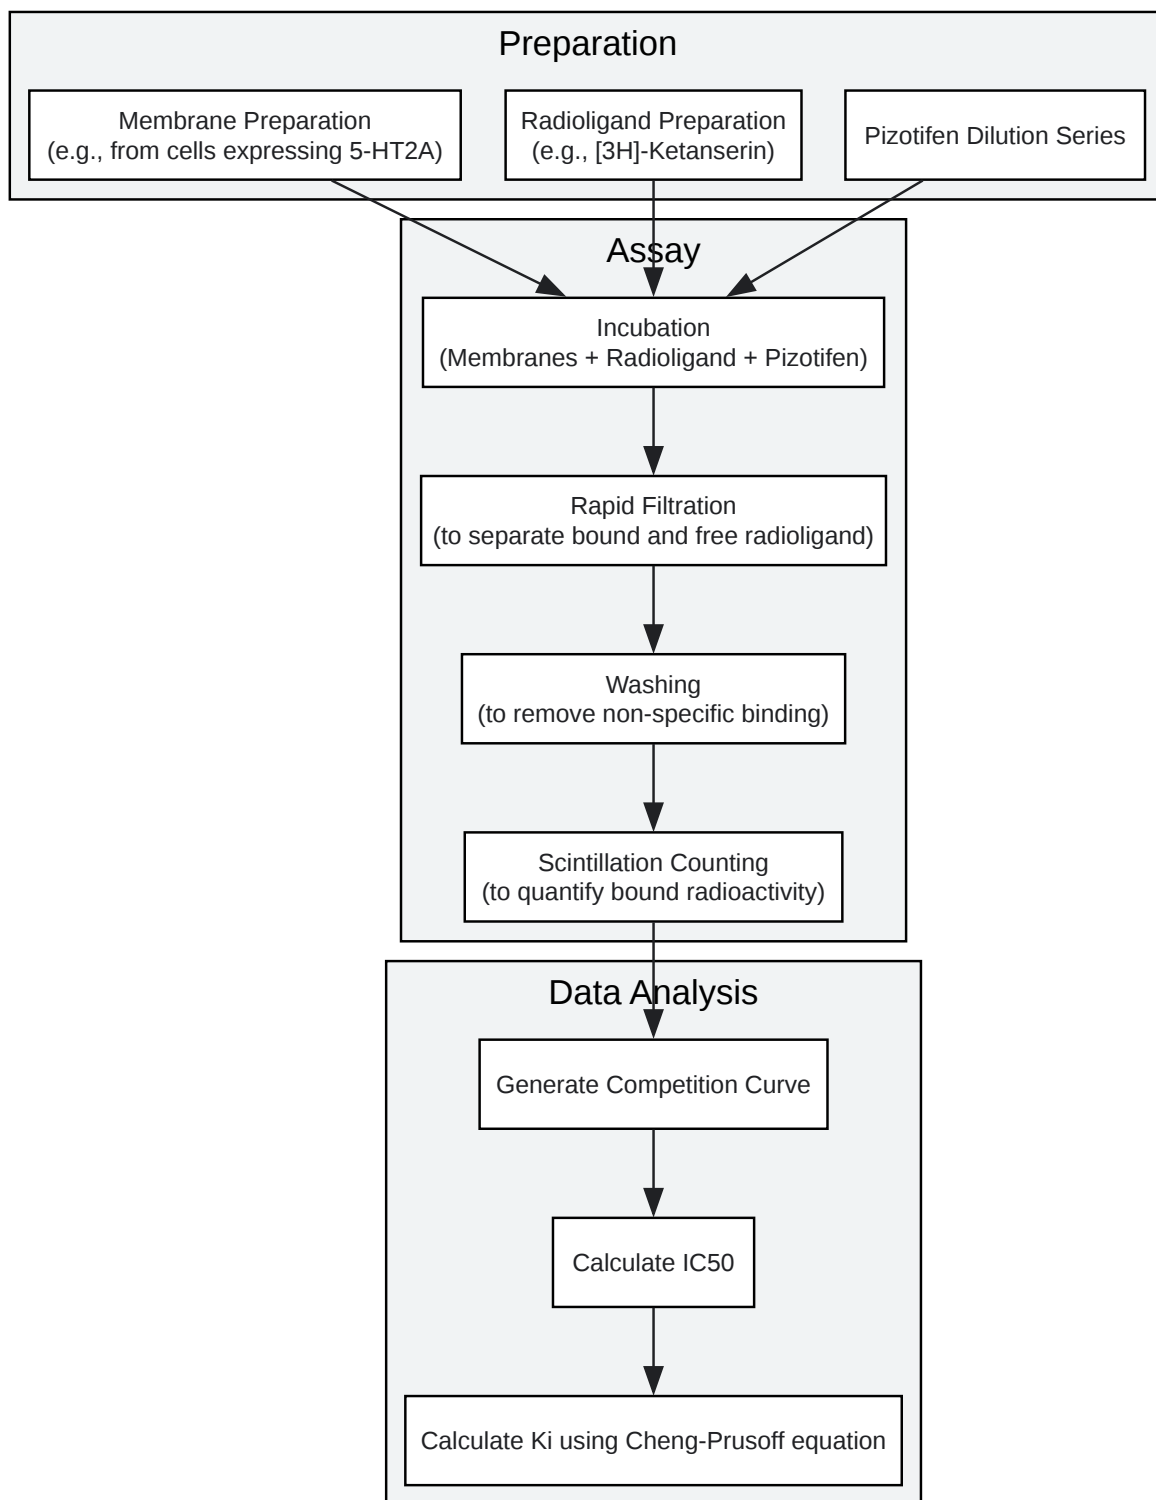 Preparation
Membrane Preparation
(e.g., from cells expressing 5-HT2A)
Radioligand Preparation
(e.g., [3H]-Ketanserin)
Pizotifen Dilution Series
Assay
Incubation
(Membranes + Radioligand + Pizotifen)
Rapid Filtration
(to separate bound and free radioligand)
Washing
(to remove non-specific binding)
Scintillation Counting
(to quantify bound radioactivity)
Data Analysis
Generate Competition Curve
Calculate IC50
Calculate Ki using Cheng-Prusoff equation